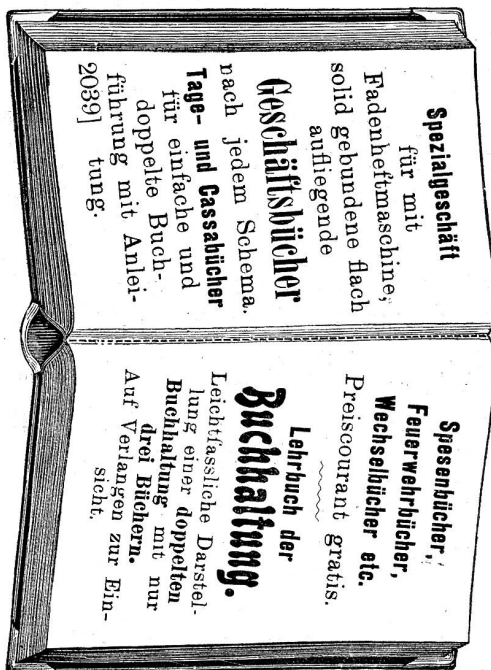 Spezialgeschäft
für mit
Fadenheftmaschine,
solid gebundene flach
aufliegende
Geschäftsbücher
nach jedem Schema.
Tage- und Cassabücher
für einfache und
doppelte Buch-
führung mit Anlei-
2039] tung.
Spesenbücher,
Feuerwehrbücher,
Wechselbücher etc.
Preiscourant gratis.
Lehrbuch der
Buchhaltung.
Leichtfassliche Darstel-
lung einer doppelten
Buchhaltung mit nur
drei Büchern.
Auf Verlangen zur Ein-
sicht.